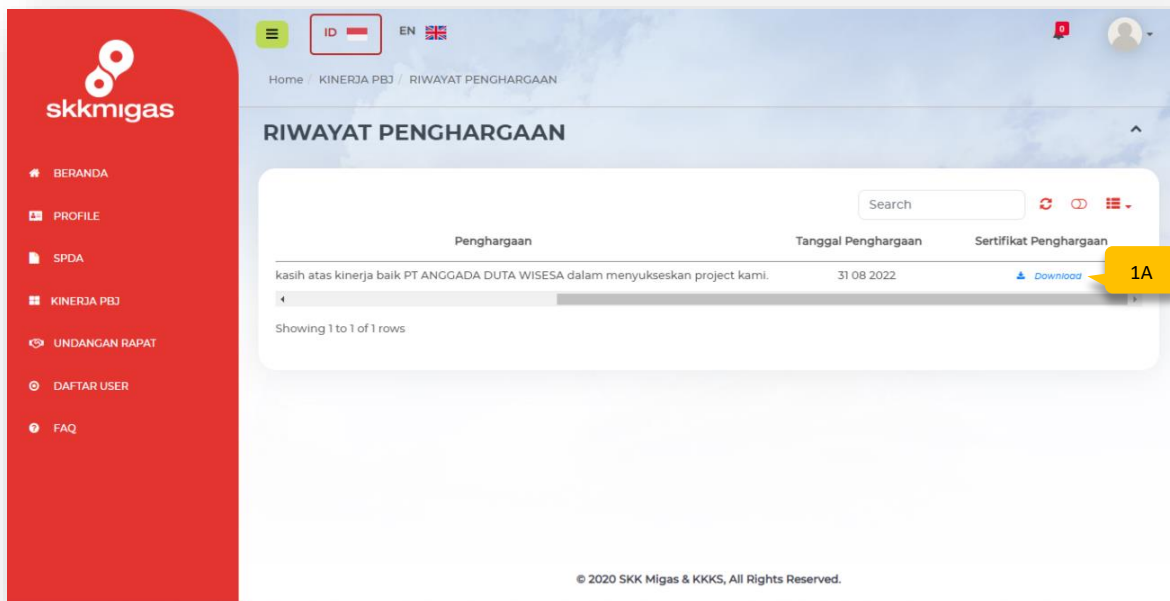 skkmigas
BERANDA
PROFILE
SPDA
KINERJA PBJ
UNDANGAN RAPAT
DAFTAR USER
FAQ
ID
EN
0
Home / KINERJA PBJ / RIWAYAT PENGHARGAAN
RIWAYAT PENGHARGAAN
Search
Penghargaan Tanggal Penghargaan Sertifikat Penghargaan
kasih atas kinerja baik PT ANGGADA DUTA WISESA dalam menyukseskan project kami. 31 08 2022 Download
1A
Showing 1 to 1 of 1 rows
© 2020 SKK Migas & KKKS, All Rights Reserved.